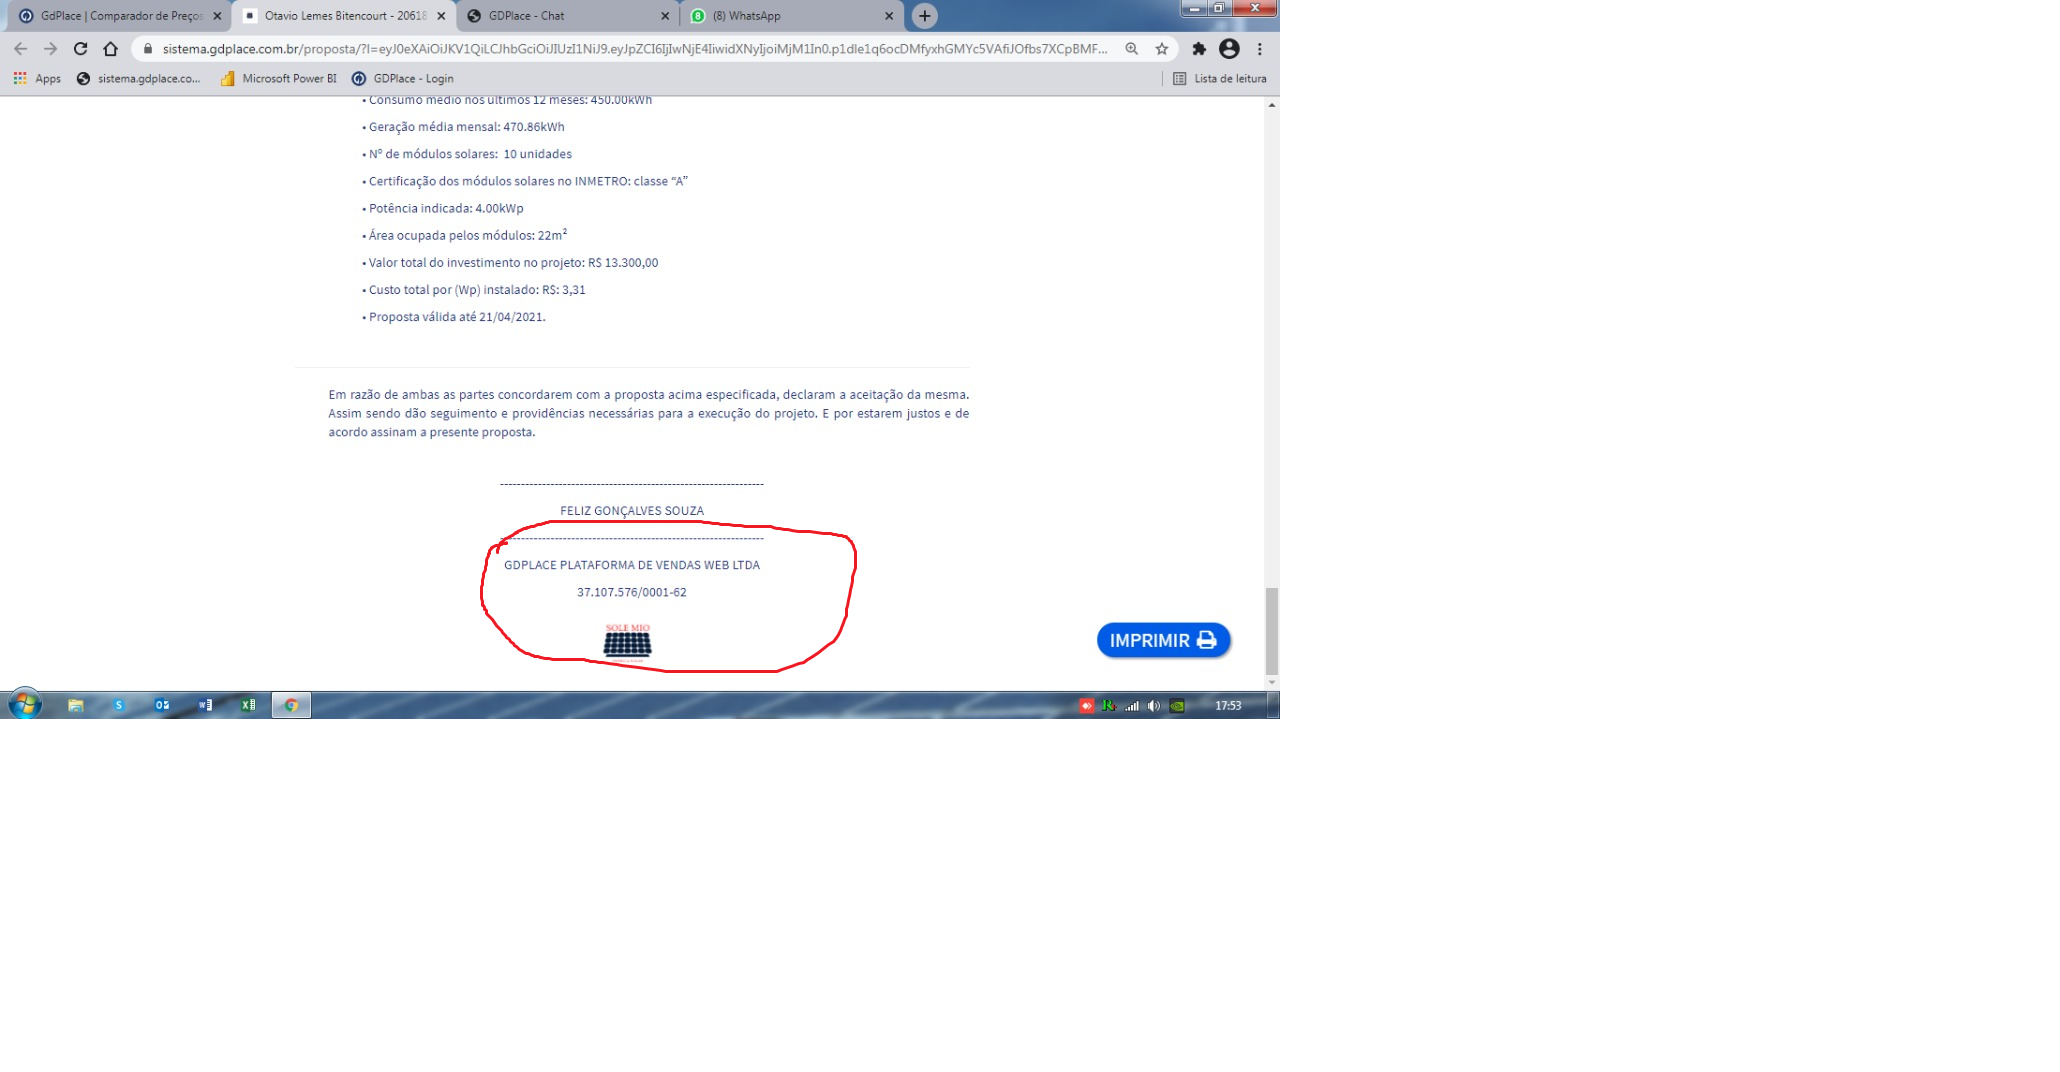 GdPlace | Comparador de Preços
Otavio Lemes Bitencourt - 20618
GDPlace - Chat
8
(8) WhatsApp
sistema.gdplace.com.br/proposta/?l=eyJ0eXAiOiJKV1QiLCJhbGciOiJIUzI1NiJ9.eyJpZCI6IjIwNjE4IiwidXNyIjoiMjM1In0.p1dle1q6ocDMfyxhGMYc5VAfiJOfbs7XCpBMF...
Apps
sistema.gdplace.co...
Microsoft Power BI
GDPlace - Login
Lista de leitura
• Consumo médio nos últimos 12 meses: 450.00kWh
• Geração média mensal: 470.86kWh
• Nº de módulos solares: 10 unidades
• Certificação dos módulos solares no INMETRO: classe “A”
• Potência indicada: 4.00kWp
• Área ocupada pelos módulos: 22m²
• Valor total do investimento no projeto: R$ 13.300,00
• Custo total por (Wp) instalado: R$: 3,31
• Proposta válida até 21/04/2021.
Em razão de ambas as partes concordarem com a proposta acima especificada, declaram a aceitação da mesma.
Assim sendo dão seguimento e providências necessárias para a execução do projeto. E por estarem justos e de
acordo assinam a presente proposta.
FELIZ GONÇALVES SOUZA
GDPLACE PLATAFORMA DE VENDAS WEB LTDA
37.107.576/0001-62
SOLE MIO
IMPRIMIR
17:53